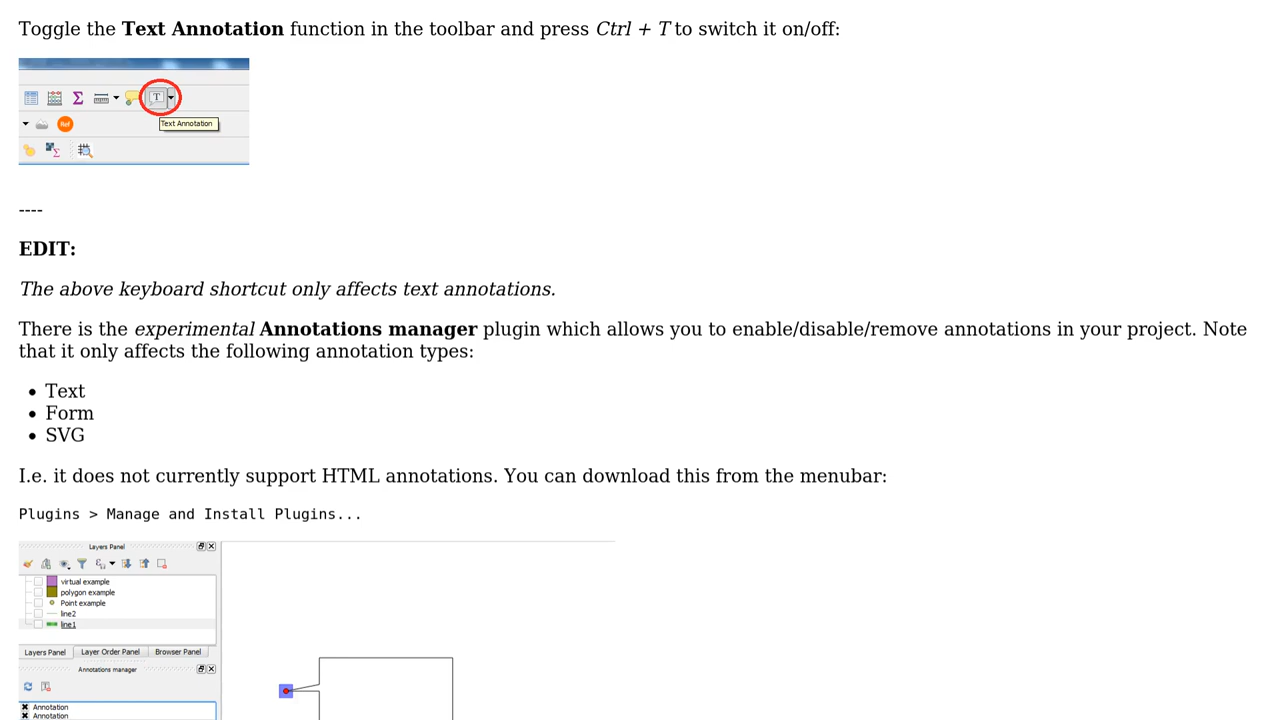 Toggle the Text Annotation function in the toolbar and press Ctrl + T to switch it on/off:
T
Ref
Text Annotation
----
EDIT:
The above keyboard shortcut only affects text annotations.
There is the experimental Annotations manager plugin which allows you to enable/disable/remove annotations in your project. Note
that it only affects the following annotation types:
• Text
• Form
• SVG
I.e. it does not currently support HTML annotations. You can download this from the menubar:
Plugins > Manage and Install Plugins...
Layers Panel
virtual example
polygon example
Point example
line2
line1
Layers Panel Layer Order Panel Browser Panel
Annotations manager
Annotation
Annotation